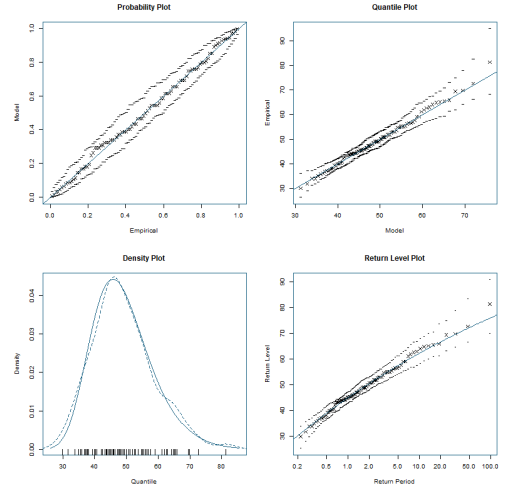 Probability Plot
Model
0.0 0.2 0.4 0.6 0.8 1.0
0.0 0.2 0.4 0.6 0.8 1.0
Empirical
Quantile Plot
Empirical
30 40 50 60 70 80 90
30 40 50 60 70
Model
Density Plot
Density
0.00 0.01 0.02 0.03 0.04
30 40 50 60 70 80
Quantile
Return Level Plot
Return Level
30 40 50 60 70 80 90
0.2 0.5 1.0 2.0 5.0 10.0 20.0 50.0 100.0
Return Period